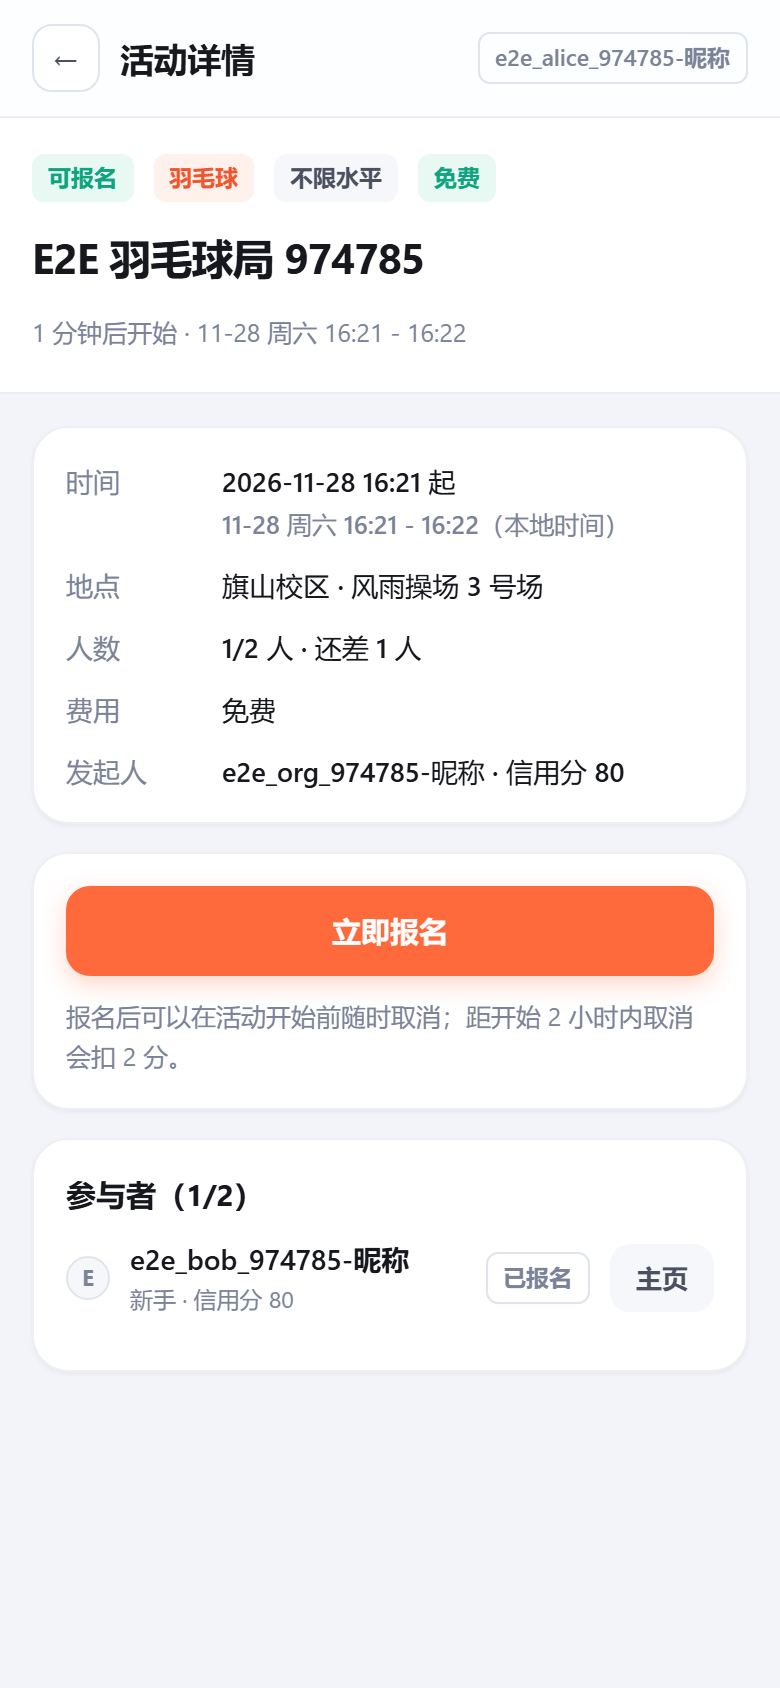 ← 活动详情 e2e_alice_974785-昵称
可报名 羽毛球 不限水平 免费
E2E 羽毛球局 974785
1 分钟后开始 · 11-28 周六 16:21 - 16:22
时间 2026-11-28 16:21 起
11-28 周六 16:21 - 16:22（本地时间）
地点 旗山校区 · 风雨操场 3 号场
人数 1/2 人 · 还差 1 人
费用 免费
发起人 e2e_org_974785-昵称 · 信用分 80
立即报名
报名后可以在活动开始前随时取消；距开始 2 小时内取消
会扣 2 分。
参与者（1/2）
E e2e_bob_974785-昵称 已报名 主页
新手 · 信用分 80